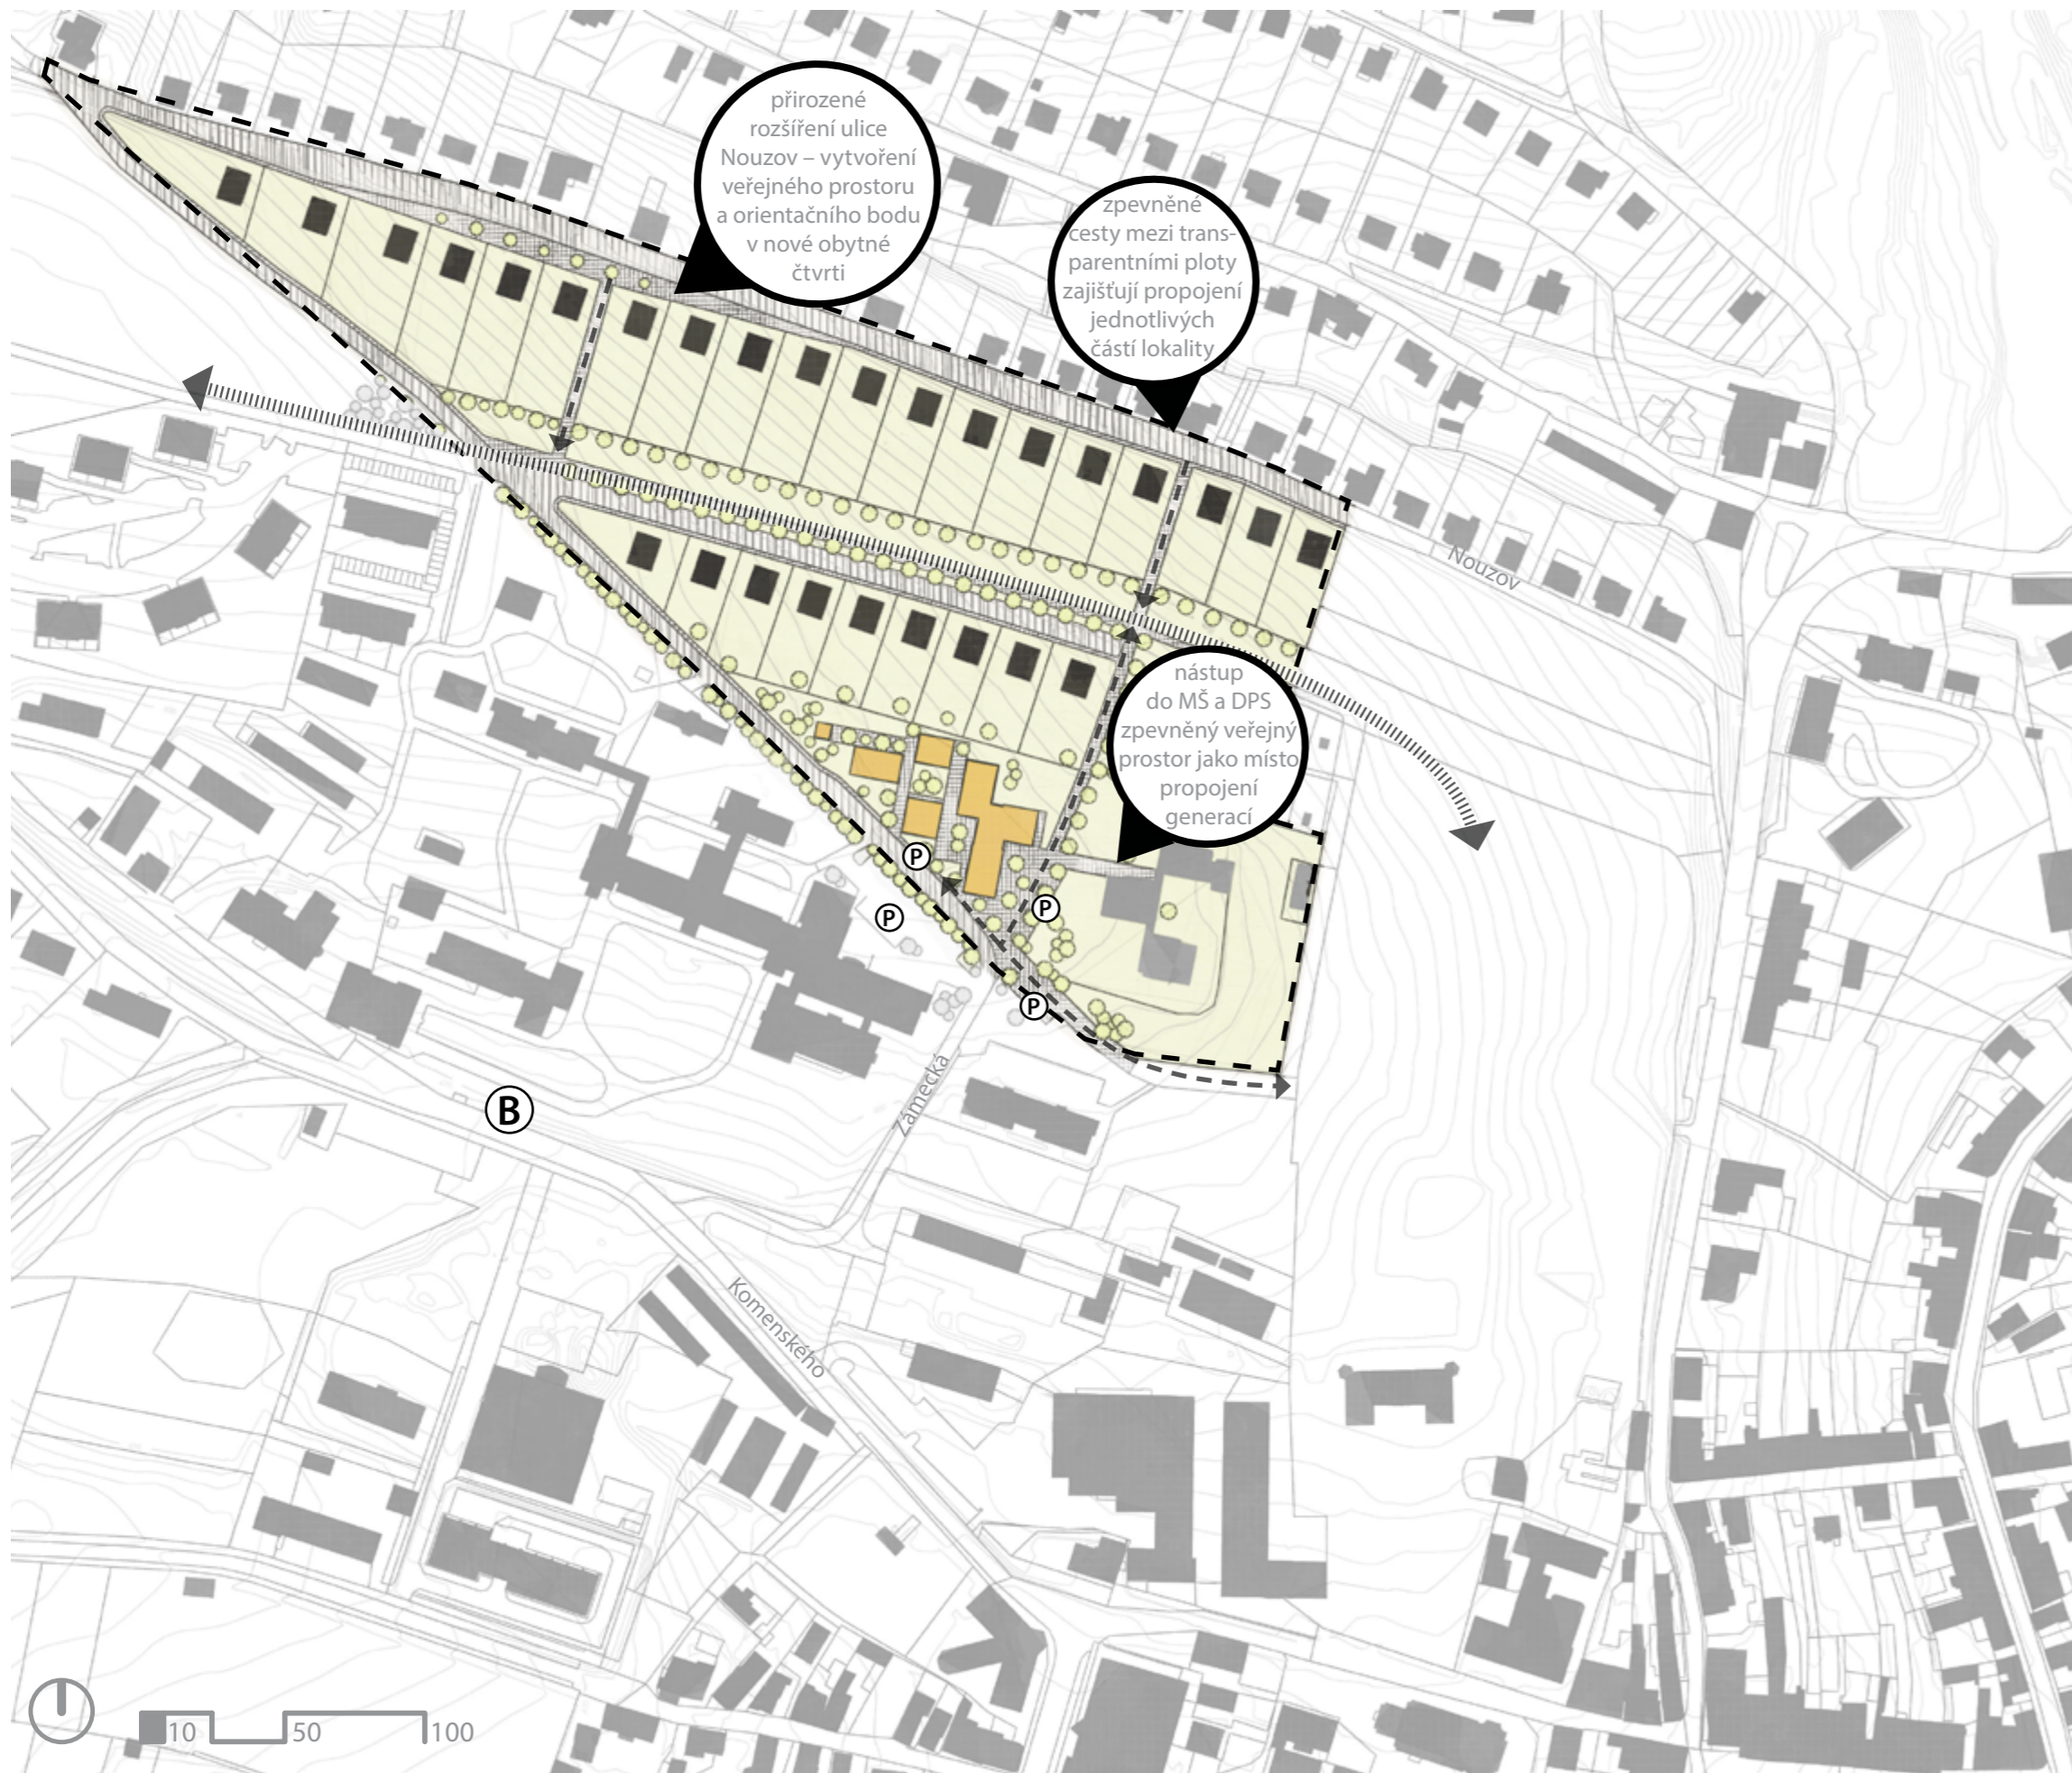 přirozené
rozšíření ulice
Nouzov – vytvoření
veřejného prostoru
a orientačního bodu
v nové obytné
čtvrti
zpevněné
cesty mezi trans-
parentními ploty
zajišťují propojení
jednotlivých
částí lokality
Nouzov
nástup
do MŠ a DPS
zpevněný veřejný
prostor jako místo
propojení
generací
P
P
P
P
Zámecká
B
Komenského
10
50
100